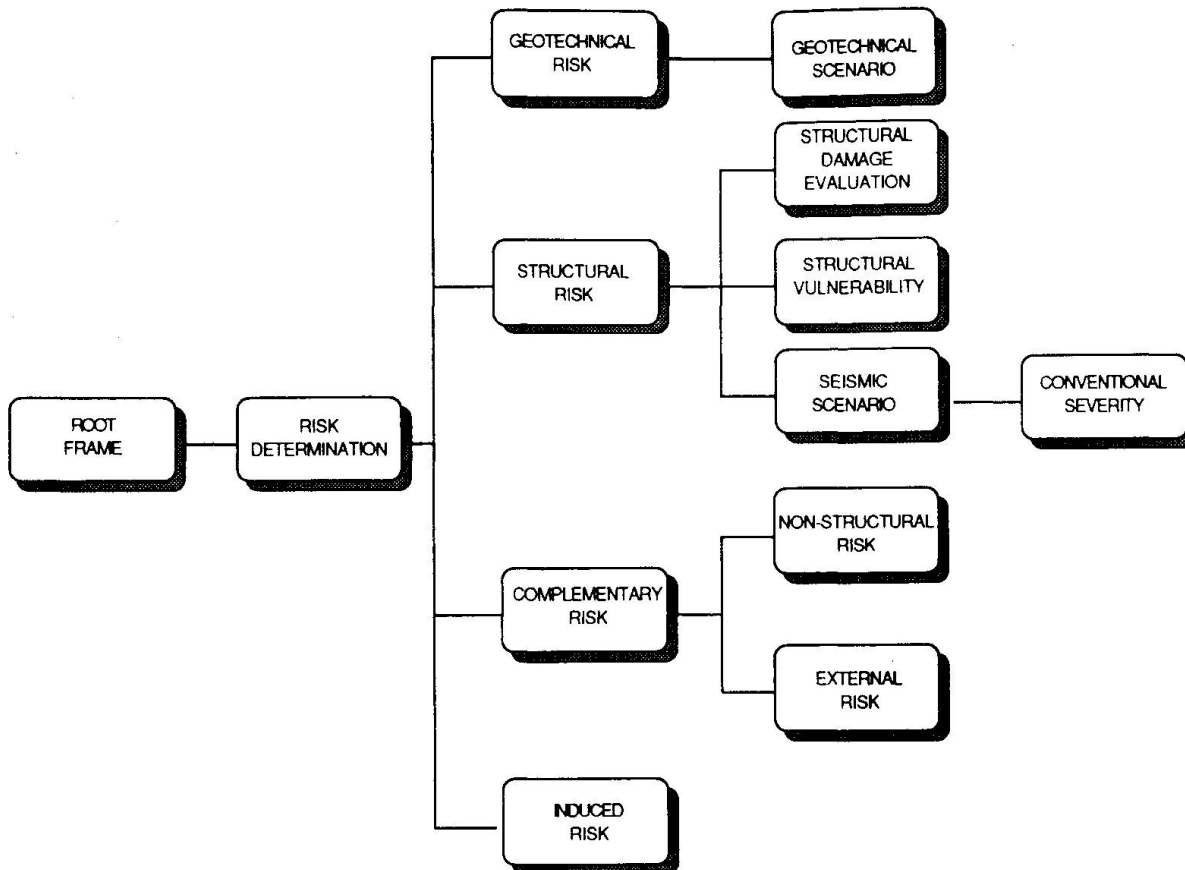 GEOTECHNICAL
RISK
GEOTECHNICAL
SCENARIO
STRUCTURAL
DAMAGE
EVALUATION
STRUCTURAL
RISK
STRUCTURAL
VULNERABILITY
SEISMIC
SCENARIO
CONVENTIONAL
SEVERITY
ROOT
FRAME
RISK
DETERMINATION
NON-STRUCTURAL
RISK
COMPLEMENTARY
RISK
EXTERNAL
RISK
INDUCED
RISK